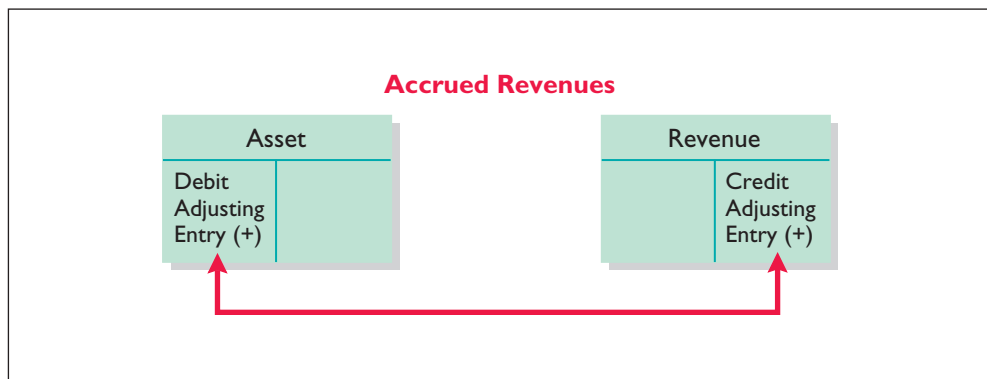 Accrued Revenues
Asset
Debit
Adjusting
Entry (+)
Revenue
Credit
Adjusting
Entry (+)